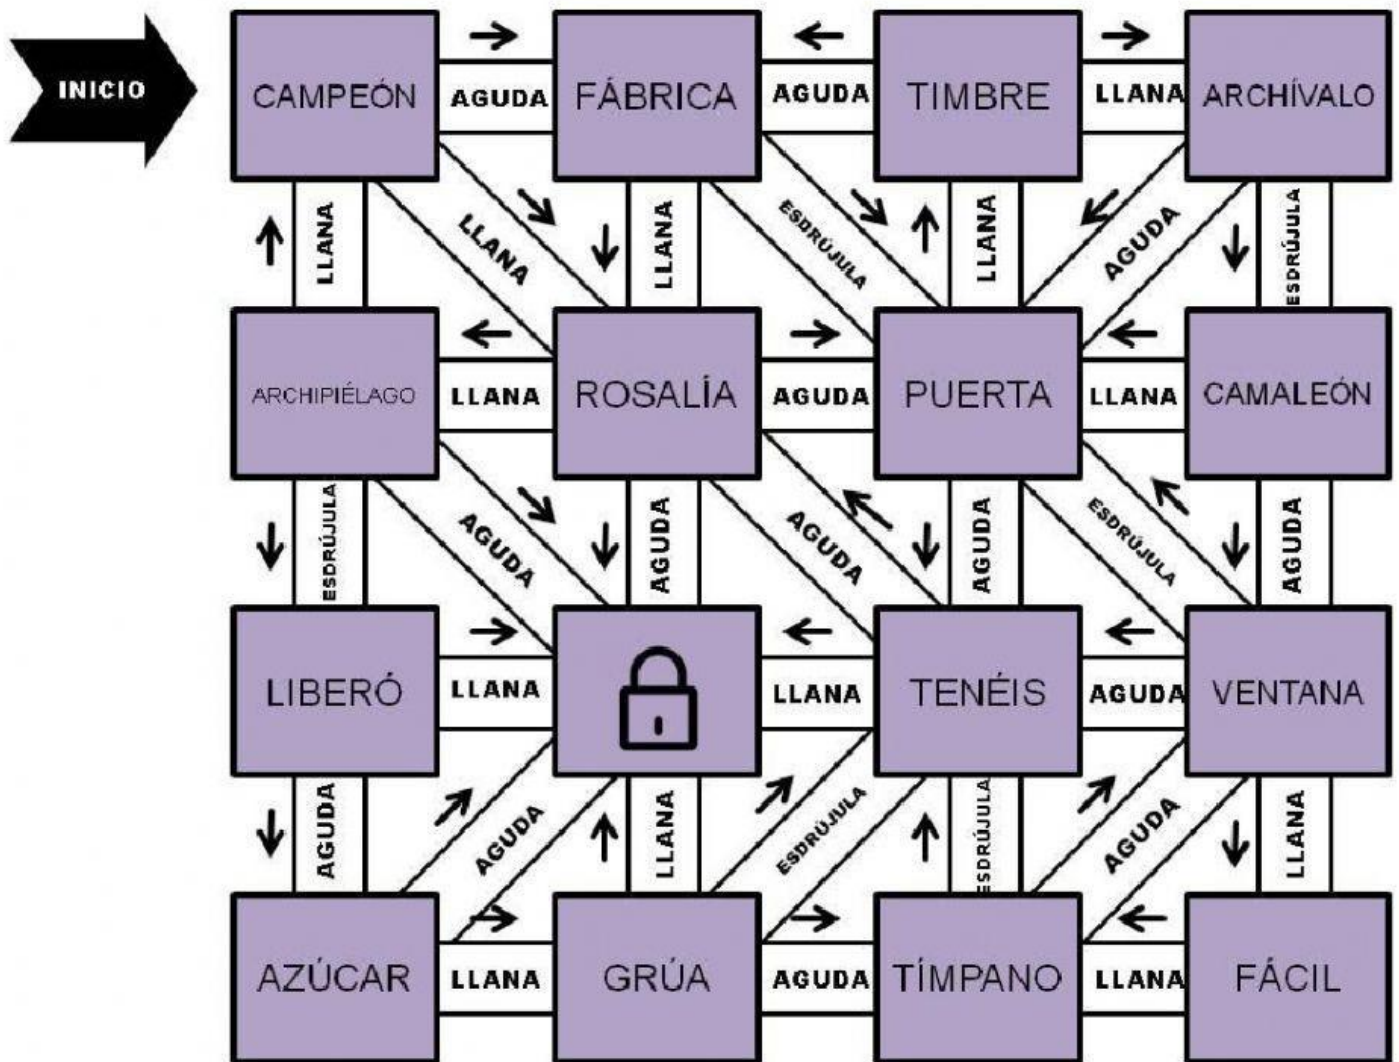 INICIO
CAMPEÓN AGUDA FÁBRICA AGUDA TIMBRE LLANA ARCHÍVALO
LLANA LLANA LLANA ESDRÚJULA LLANA AGUDA ESDRÚJULA
ARCHIPIÉLAGO LLANA ROSALÍA AGUDA PUERTA LLANA CAMALEÓN
ESDRÚJULA AGUDA AGUDA AGUDA AGUDA ESDRÚJULA AGUDA
LIBERÓ LLANA LLANA TENÉIS AGUDA VENTANA
AGUDA AGUDA LLANA ESDRÚJULA ESDRÚJULA AGUDA LLANA
AZÚCAR LLANA GRÚA AGUDA TÍMPANO LLANA FÁCIL